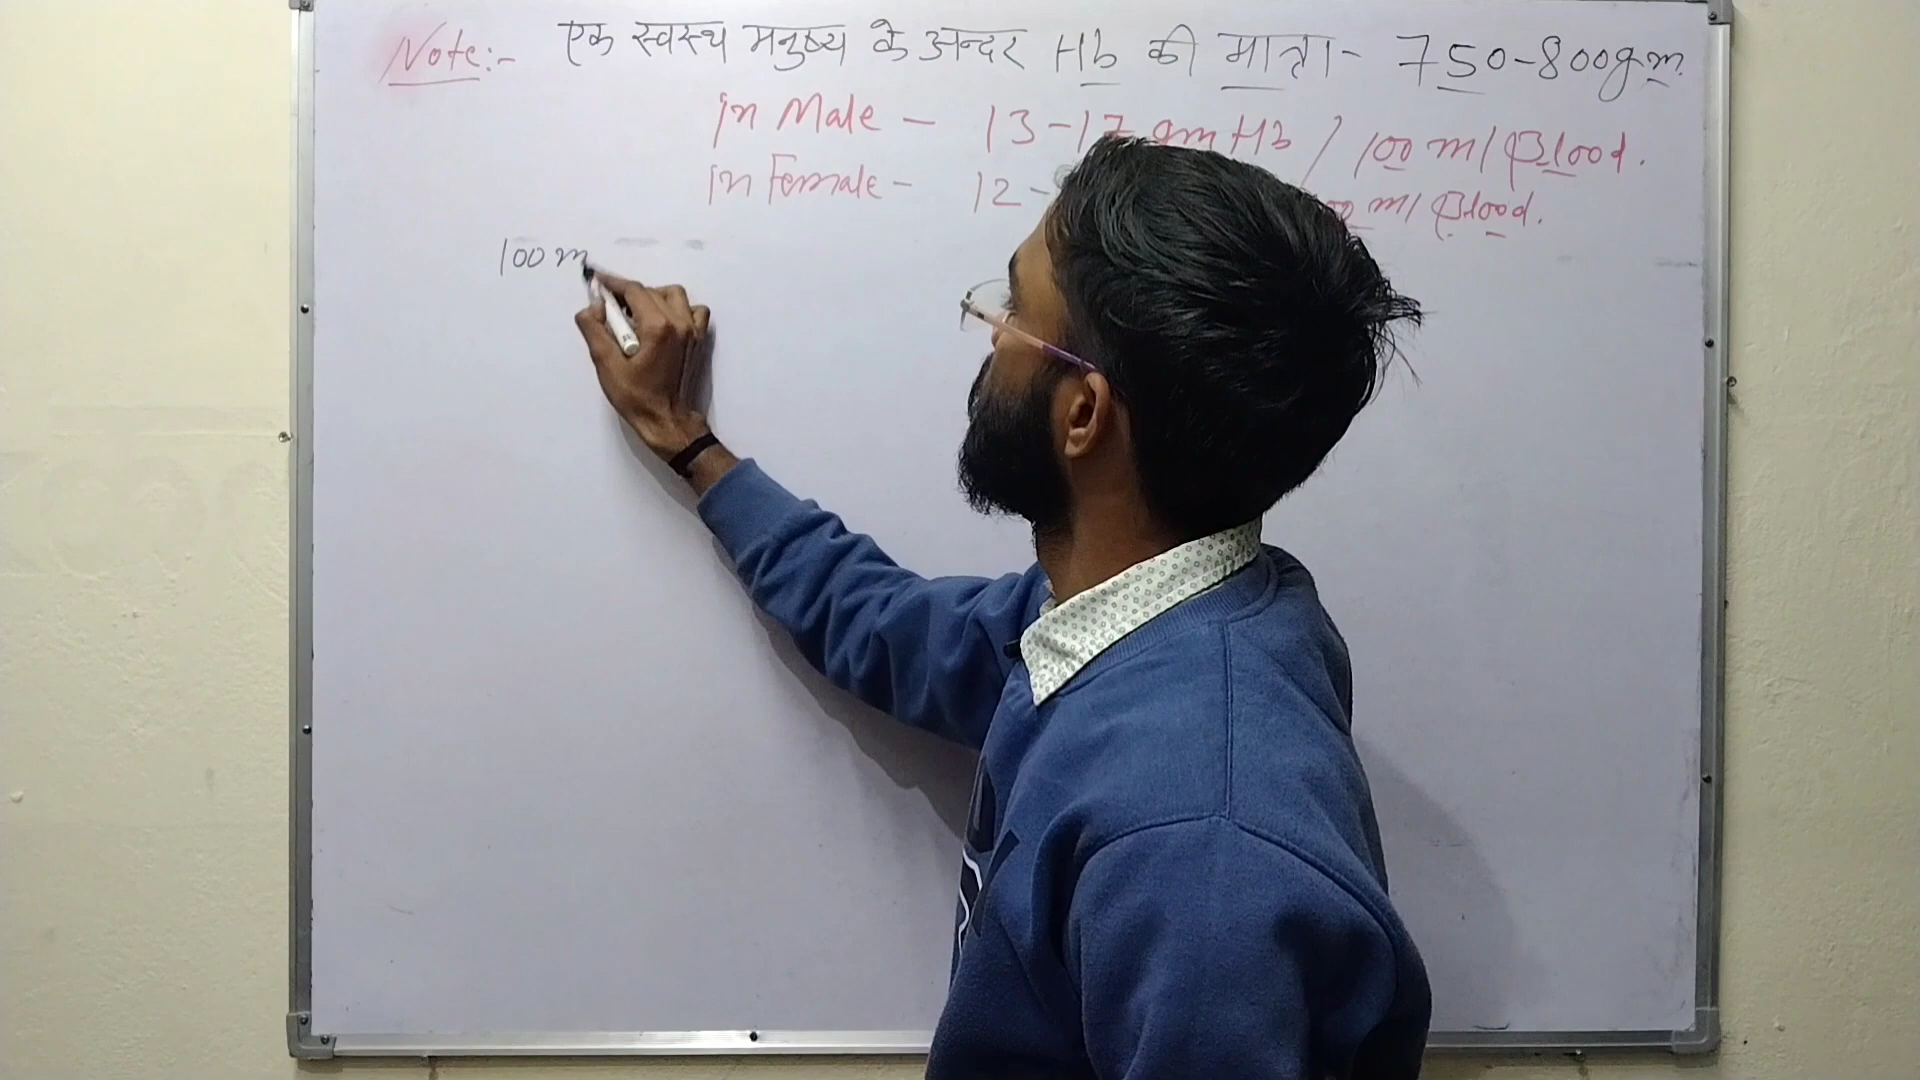 Note:- एक स्वस्थ मनुष्य के अन्दर Hb की मात्रा- 750-800gm.
in Male - 13-17 gm Hb / 100 ml Blood.
in Female - 12- ml Blood.
100 m